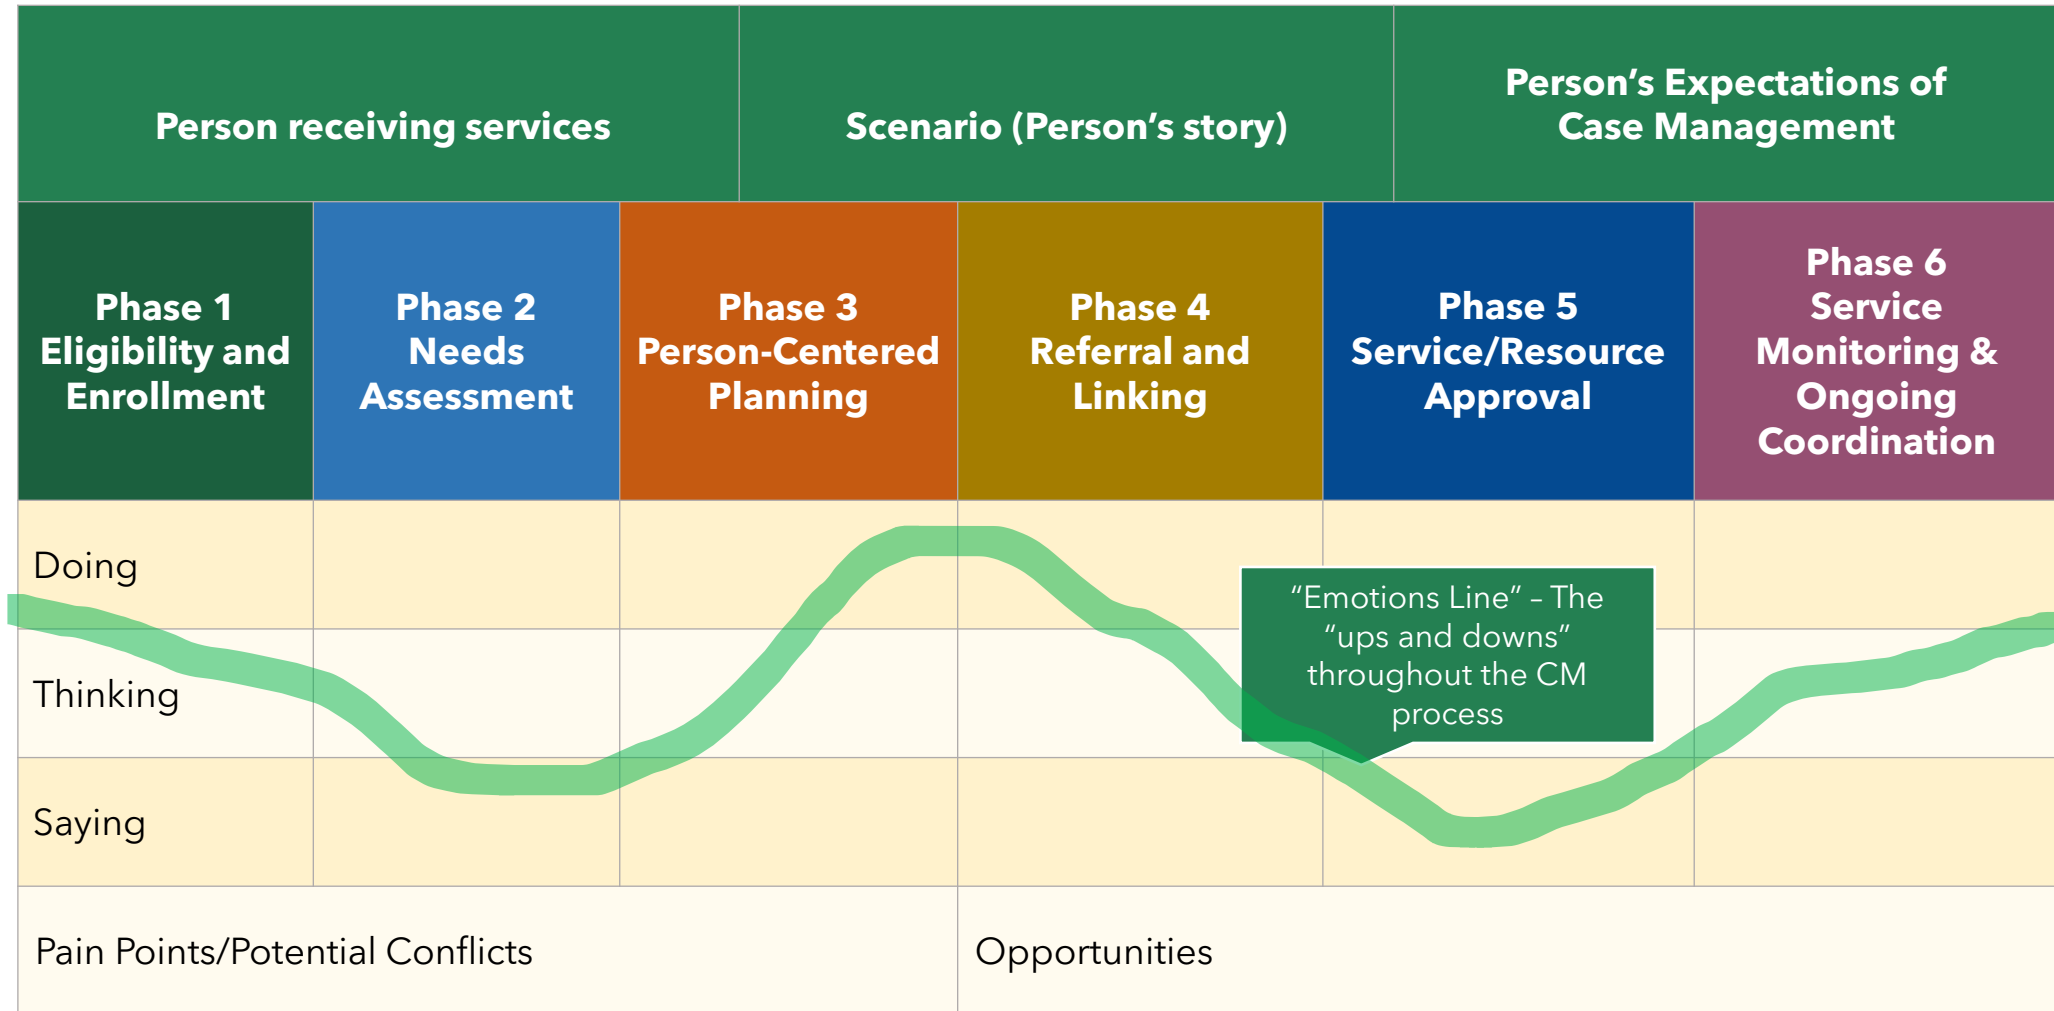 Person receiving services
Scenario (Person’s story)
Person’s Expectations of
Case Management
Phase 1
Eligibility and
Enrollment
Phase 2
Needs
Assessment
Phase 3
Person-Centered
Planning
Phase 4
Referral and
Linking
Phase 5
Service/Resource
Approval
Phase 6
Service
Monitoring &
Ongoing
Coordination
Doing
Thinking
Saying
“Emotions Line” – The
“ups and downs”
throughout the CM
process
Pain Points/Potential Conflicts
Opportunities